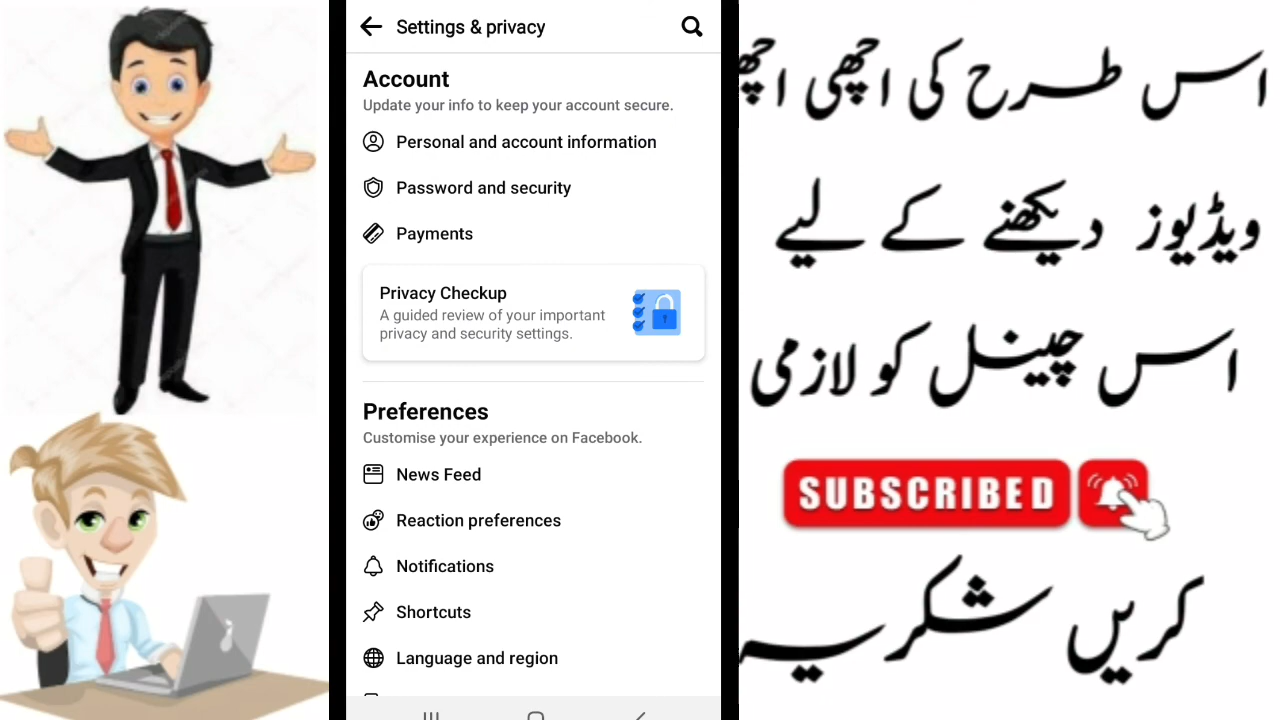 Settings & privacy
Account
Update your info to keep your account secure.
Personal and account information
Password and security
Payments
Privacy Checkup
A guided review of your important
privacy and security settings.
Preferences
Customise your experience on Facebook.
News Feed
Reaction preferences
Notifications
Shortcuts
Language and region
اس طرح کی اچھی
ویڈیوز دیکھنے کے لیے
اس چینل کو لازمی
SUBSCRIBED
کریں شکریہ